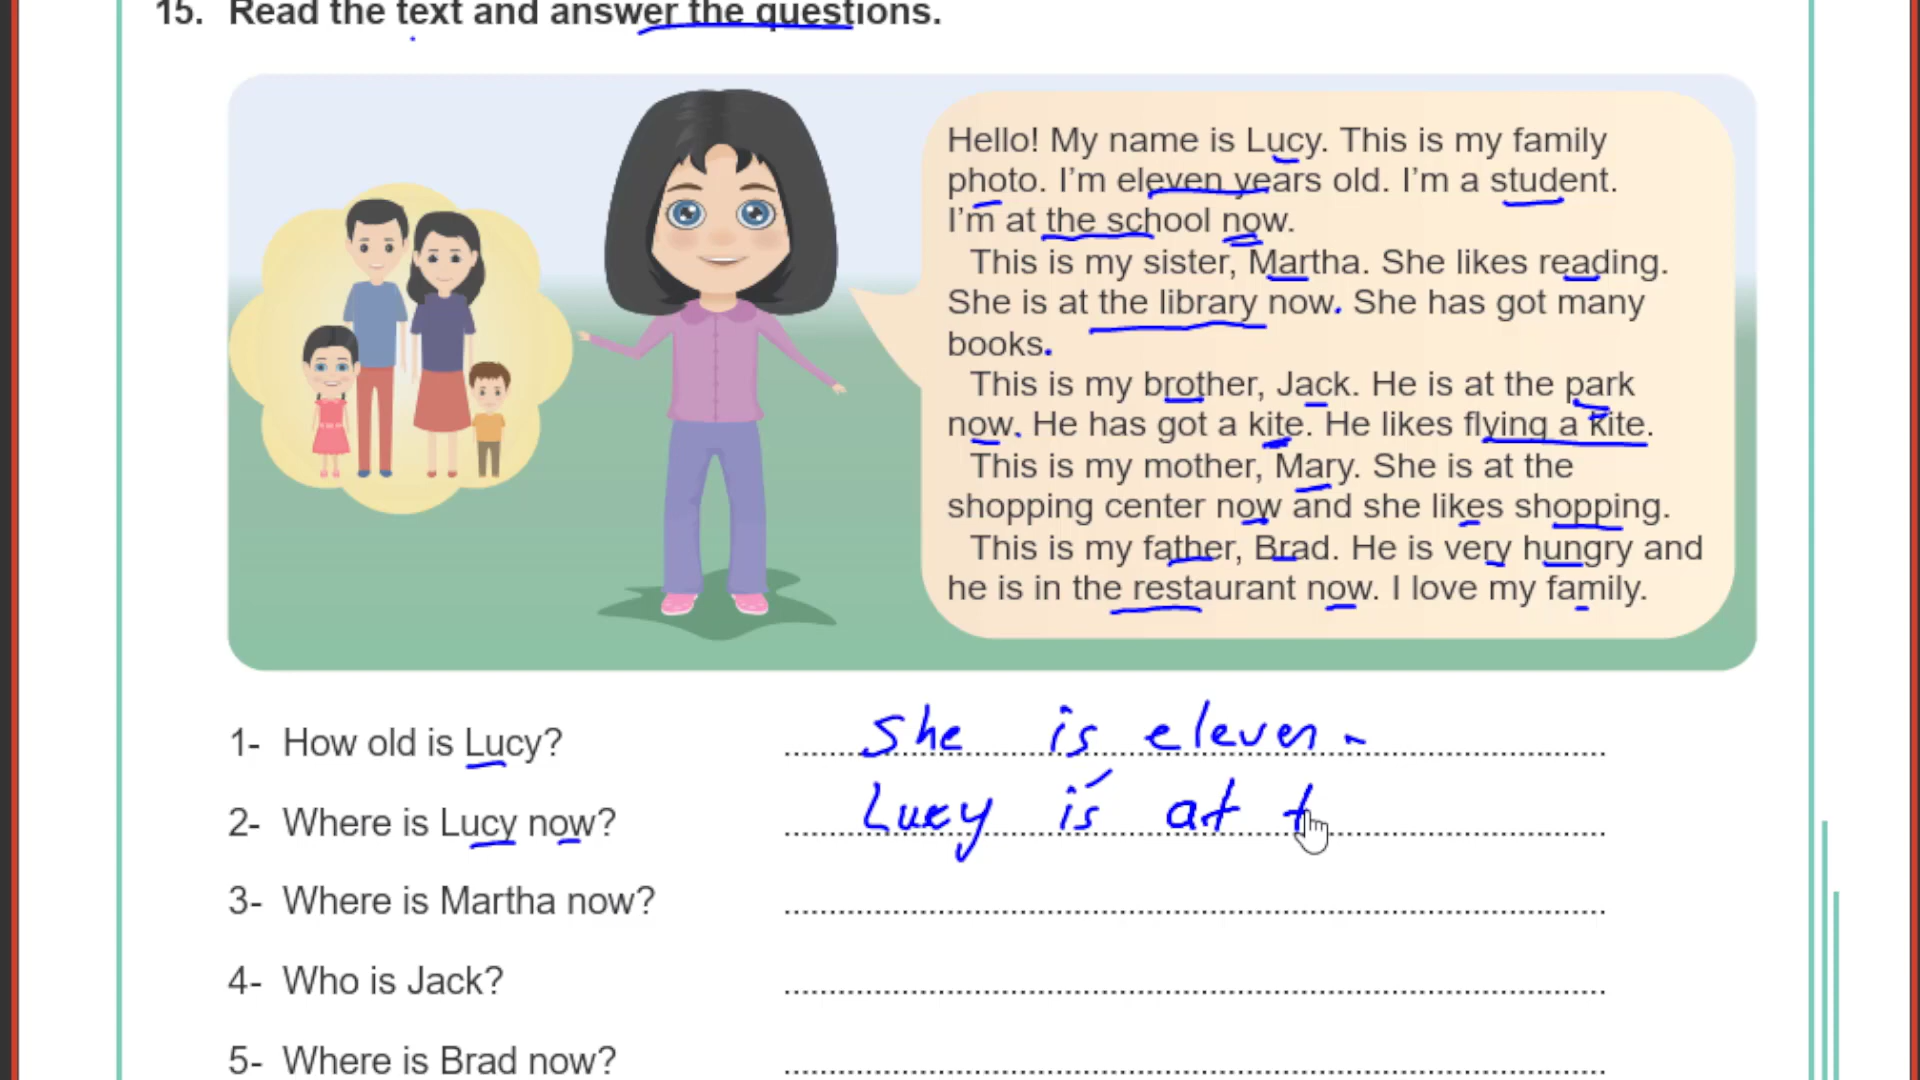 15. Read the text and answer the questions.
Hello! My name is Lucy. This is my family
photo. I'm eleven years old. I'm a student.
I'm at the school now.
This is my sister, Martha. She likes reading.
She is at the library now. She has got many
books.
This is my brother, Jack. He is at the park
now. He has got a kite. He likes flying a kite.
This is my mother, Mary. She is at the
shopping center now and she likes shopping.
This is my father, Brad. He is very hungry and
he is in the restaurant now. I love my family.
1- How old is Lucy? She is eleven.
2- Where is Lucy now? Lucy is at t
3- Where is Martha now?
4- Who is Jack?
5- Where is Brad now?